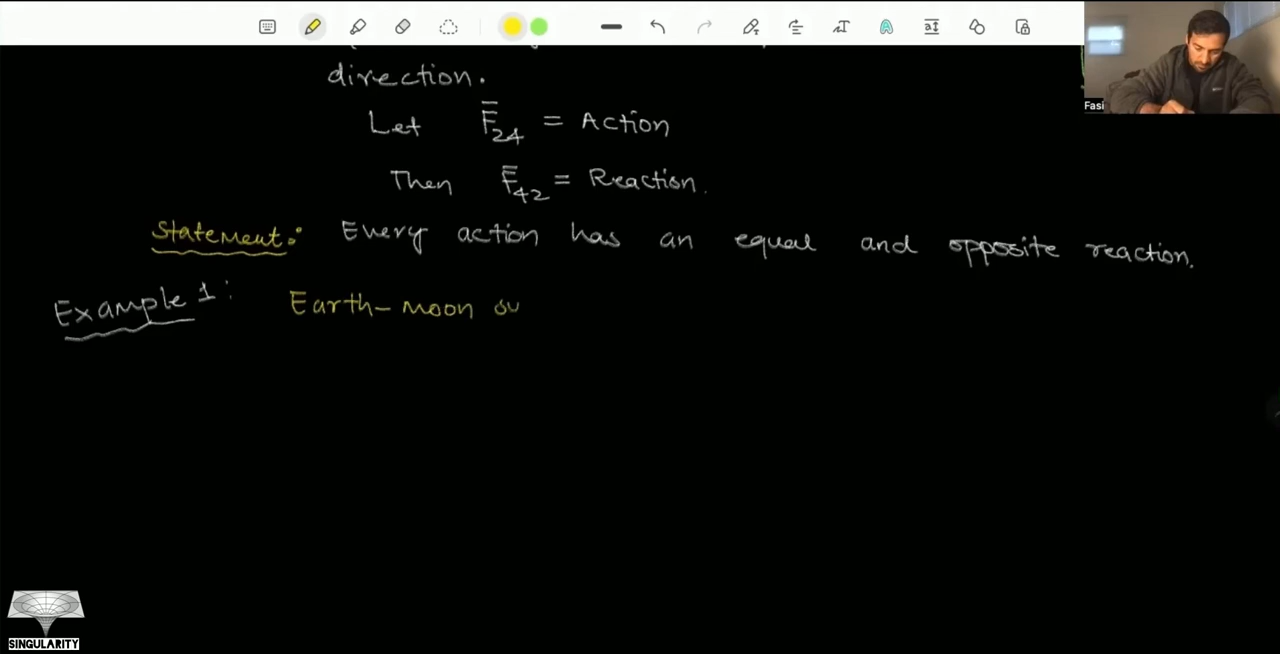 Fasi
direction.
Let F̅₂₄ = Action
Then F̅₄₂ = Reaction.
Statement: Every action has an equal and opposite reaction.
Example 1: Earth-moon
SINGULARITY